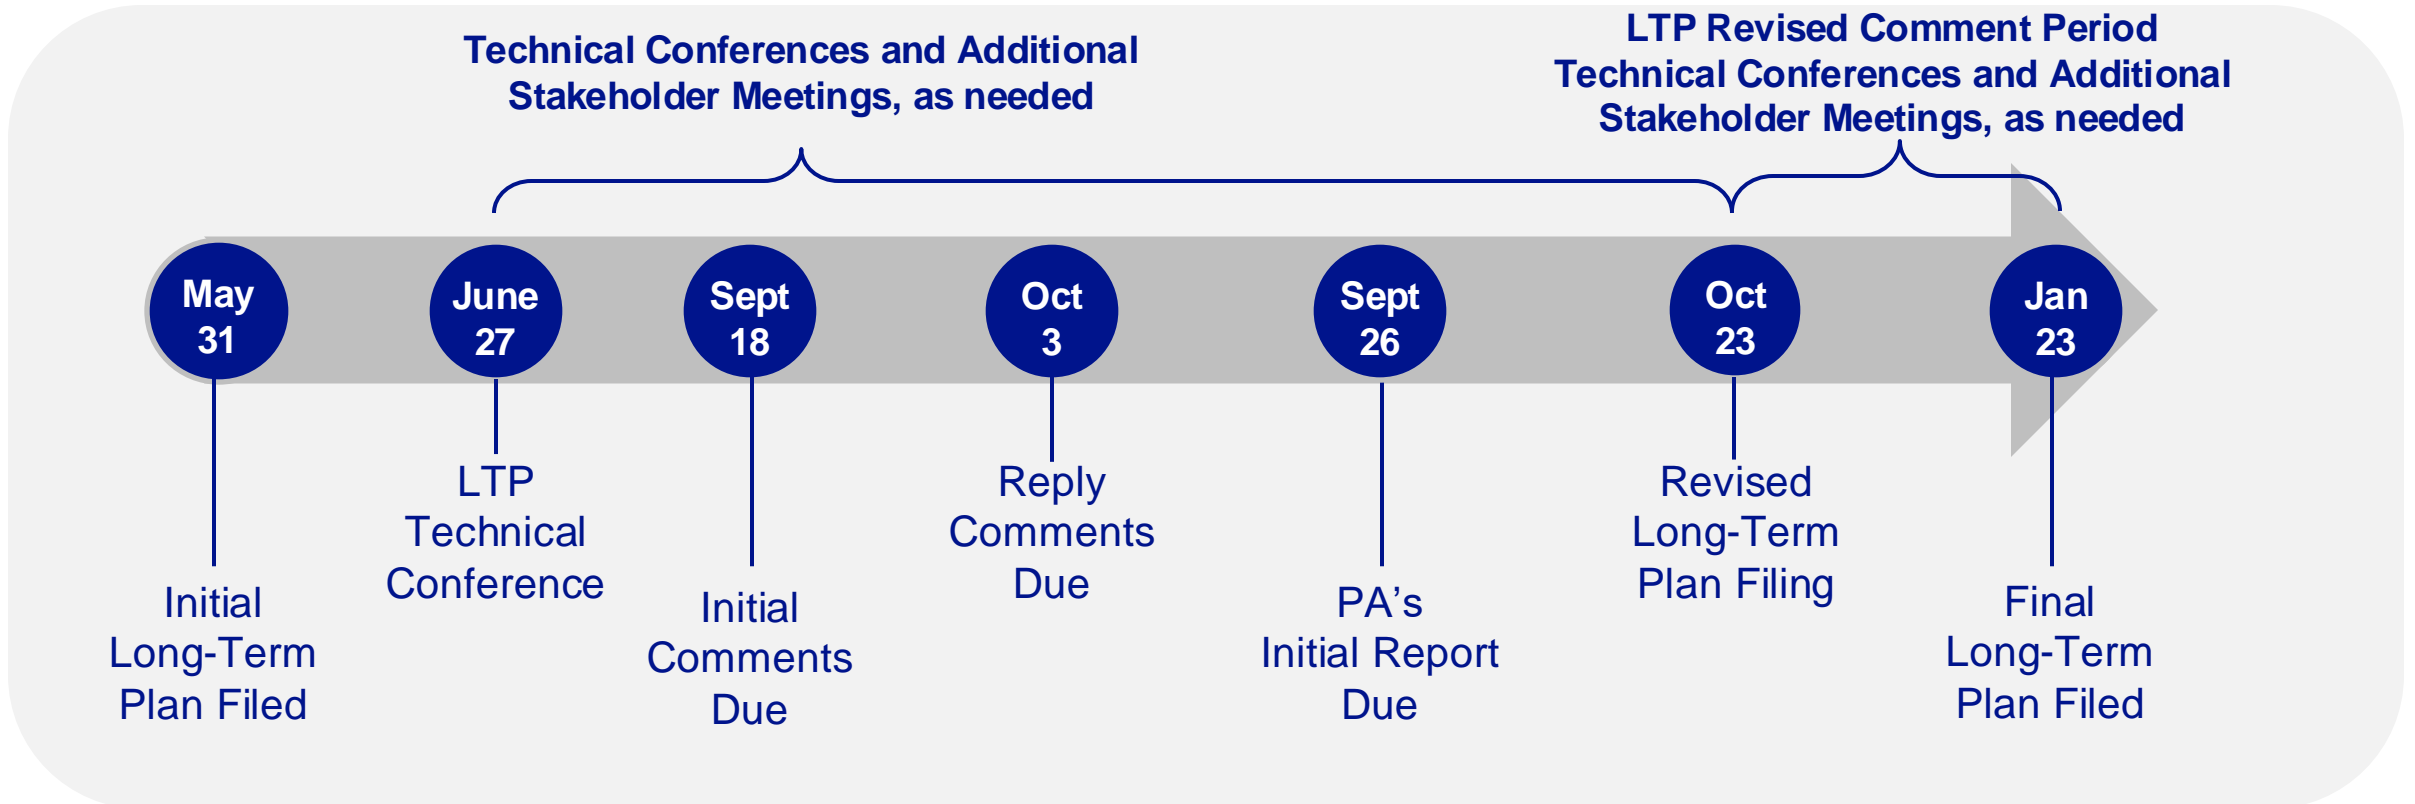 Technical Conferences and Additional
Stakeholder Meetings, as needed
LTP Revised Comment Period
Technical Conferences and Additional
Stakeholder Meetings, as needed
May
31
June
27
Sept
18
Oct
3
Sept
26
Oct
23
Jan
23
Initial
Long-Term
Plan Filed
LTP
Technical
Conference
Initial
Comments
Due
Reply
Comments
Due
PA’s
Initial Report
Due
Revised
Long-Term
Plan Filing
Final
Long-Term
Plan Filed